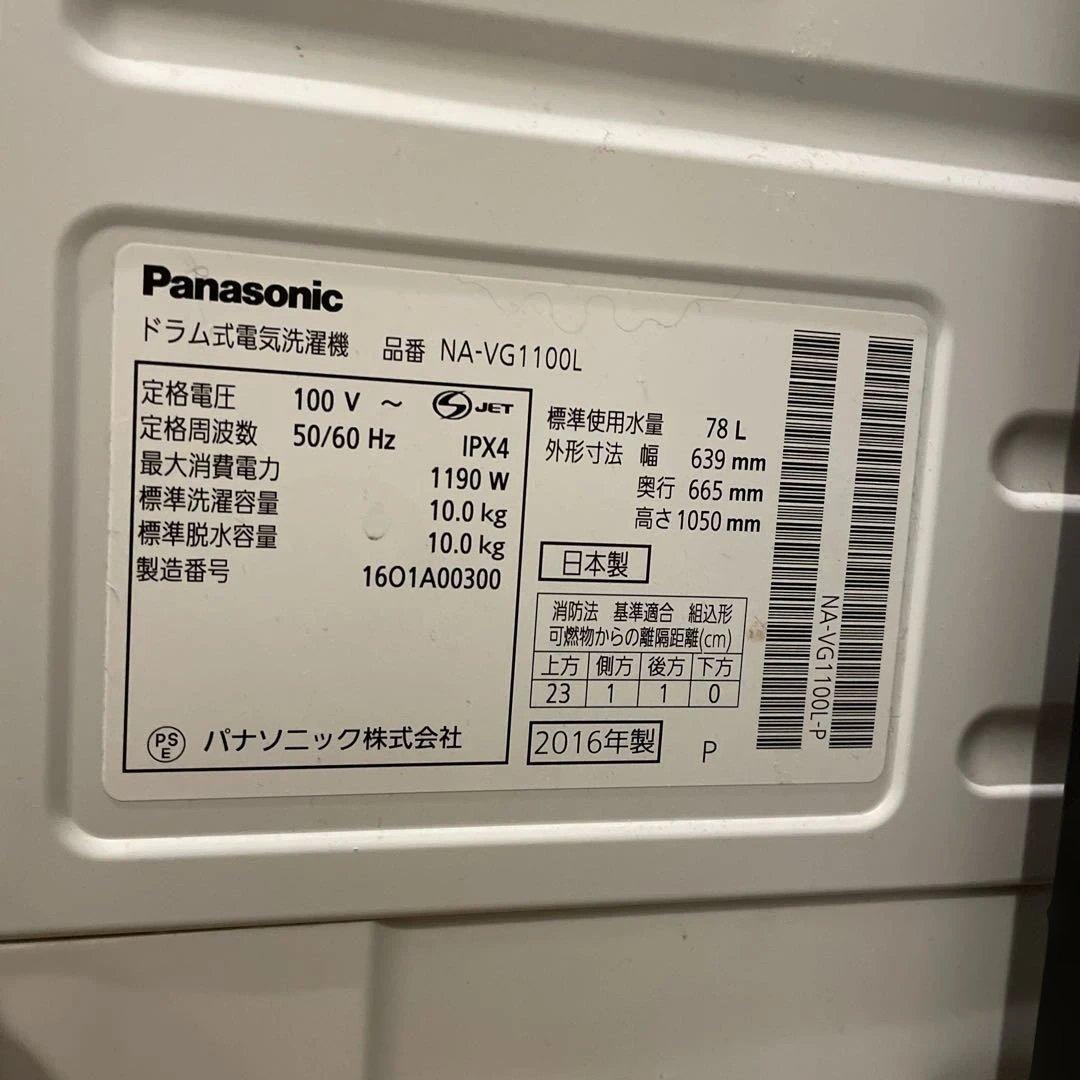 Panasonic
ドラム式電気洗濯機 品番 NA-VG1100L
定格電圧 100 V ～ S JET
定格周波数 50/60 Hz IPX4
最大消費電力 1190 W
標準洗濯容量 10.0 kg
標準脱水容量 10.0 kg
製造番号 16O1A00300
PS E パナソニック株式会社
標準使用水量 78 L
外形寸法 幅 639 mm
奥行 665 mm
高さ 1050 mm
日本製
消防法 基準適合 組込形
可燃物からの離隔距離(cm)
上方 側方 後方 下方
23 1 1 0
2016年製 P
NA-VG1100L-P